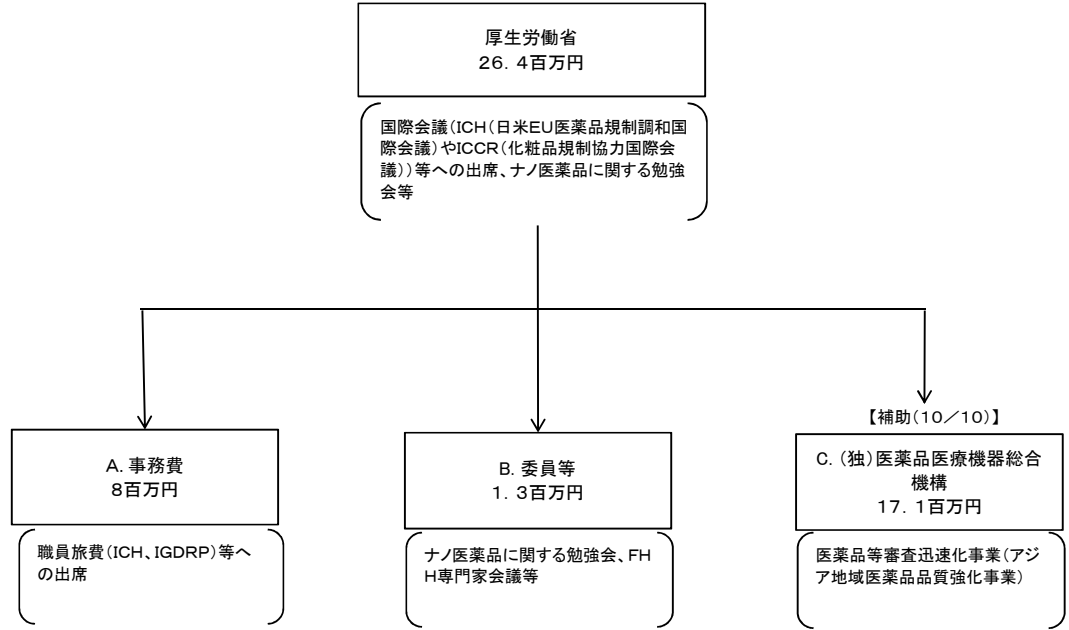 厚生労働省
26．4百万円
国際会議（ICH（日米EU医薬品規制調和国
際会議）やICCR（化粧品規制協力国際会
議））等への出席、ナノ医薬品に関する勉強
会等
A．事務費
8百万円
職員旅費（ICH、IGDRP）等へ
の出席
B．委員等
1．3百万円
ナノ医薬品に関する勉強会、FH
H専門家会議等
【補助（10／10）】
C．（独）医薬品医療機器総合
機構
17．1百万円
医薬品等審査迅速化事業（アジ
ア地域医薬品品質強化事業）